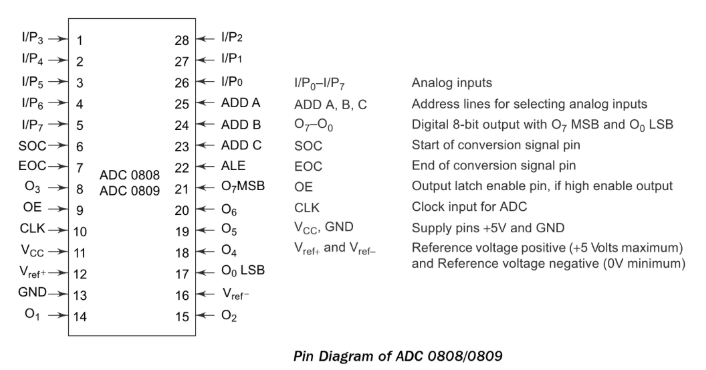 I/P₃ 1 28 I/P₂
I/P₄ 2 27 I/P₁
I/P₅ 3 26 I/P₀
I/P₆ 4 25 ADD A
I/P₇ 5 24 ADD B
SOC 6 23 ADD C
EOC 7 22 ALE
O₃ 8 21 O₇MSB
OE 9 20 O₆
CLK 10 19 O₅
V_CC 11 18 O₄
V_ref+ 12 17 O₀ LSB
GND 13 16 V_ref–
O₁ 14 15 O₂
ADC 0808
ADC 0809
I/P₀–I/P₇ Analog inputs
ADD A, B, C Address lines for selecting analog inputs
O₇–O₀ Digital 8-bit output with O₇ MSB and O₀ LSB
SOC Start of conversion signal pin
EOC End of conversion signal pin
OE Output latch enable pin, if high enable output
CLK Clock input for ADC
V_CC, GND Supply pins +5V and GND
V_ref+ and V_ref– Reference voltage positive (+5 Volts maximum)
and Reference voltage negative (0V minimum)
Pin Diagram of ADC 0808/0809